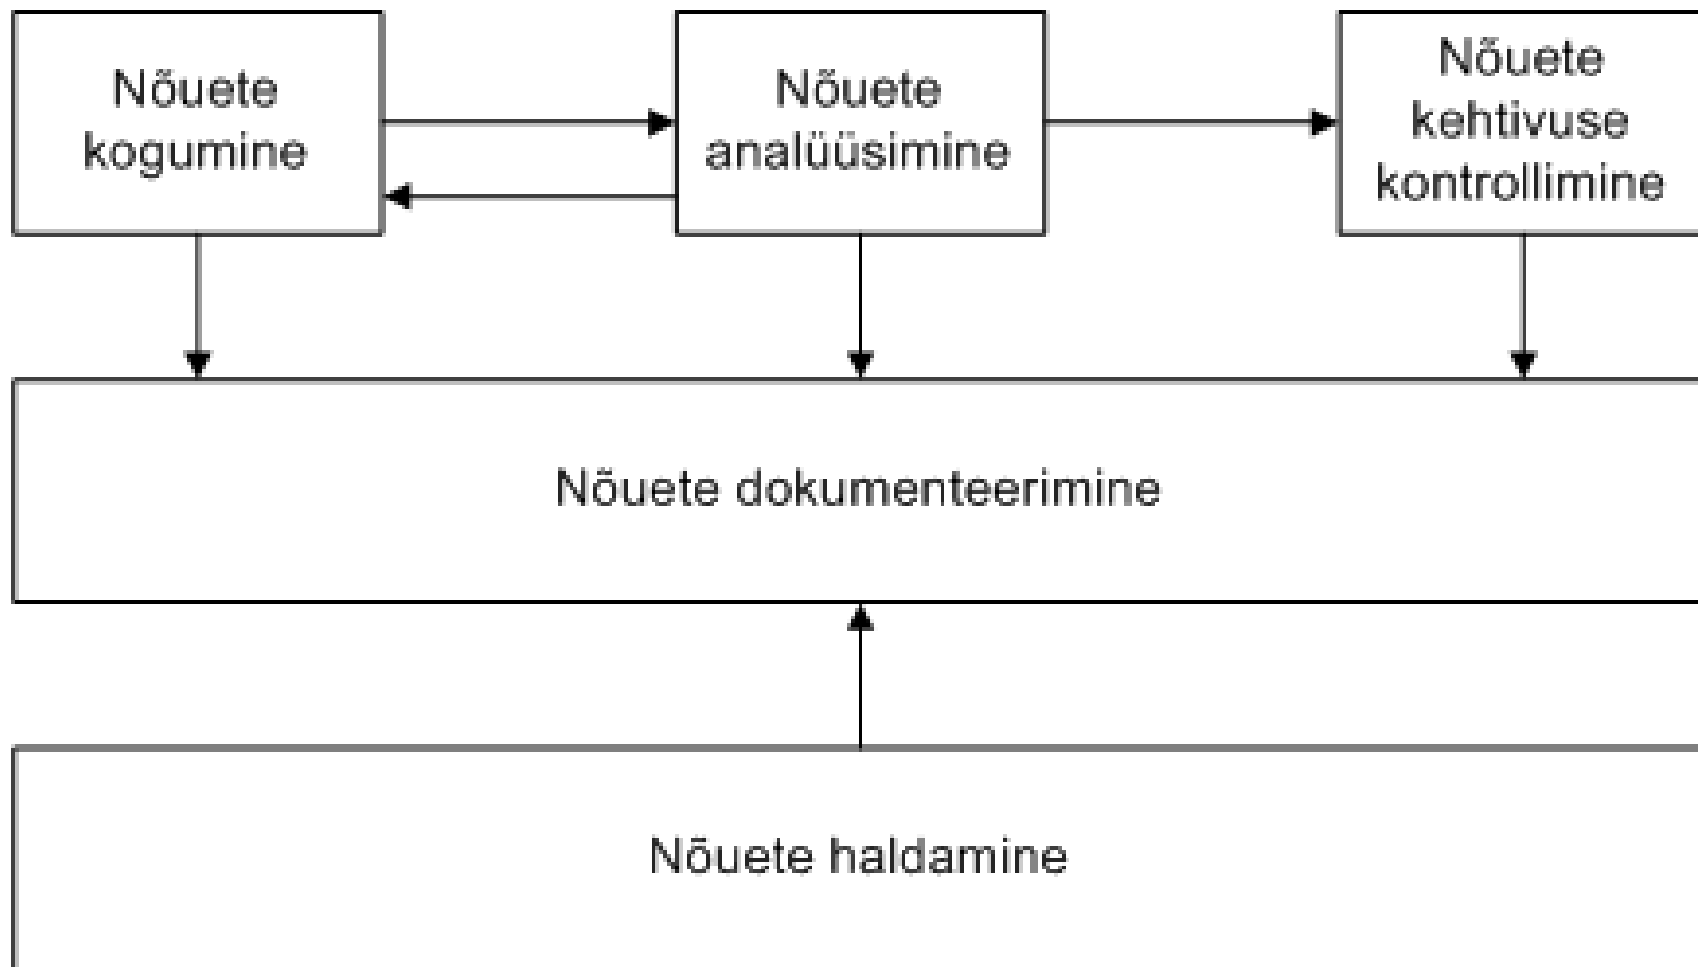 Nõuete
kogumine
Nõuete
analüüsimine
Nõuete
kehtivuse
kontrollimine
Nõuete dokumenteerimine
Nõuete haldamine